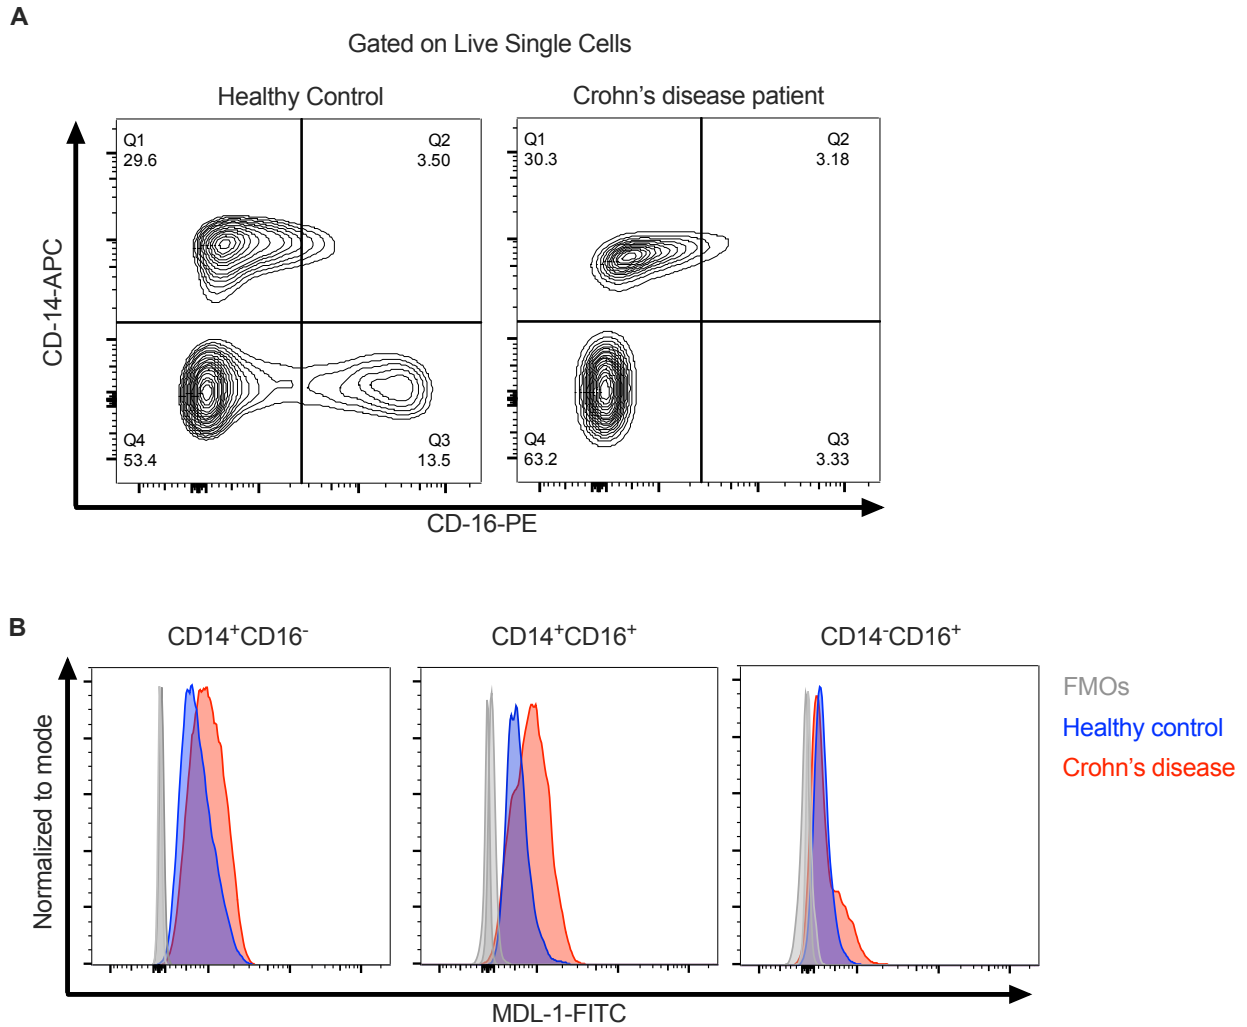 A
Gated on Live Single Cells
Healthy Control
Crohn's disease patient
Q1
29.6
Q2
3.50
Q1
30.3
Q2
3.18
CD-14-APC
Q4
53.4
Q3
13.5
Q4
63.2
Q3
3.33
CD-16-PE
B
CD14⁺CD16⁻
CD14⁺CD16⁺
CD14⁻CD16⁺
Normalized to mode
FMOs
Healthy control
Crohn's disease
MDL-1-FITC